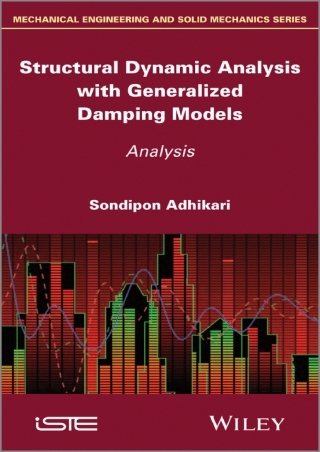 MECHANICAL ENGINEERING AND SOLID MECHANICS SERIES
Structural Dynamic Analysis
with Generalized
Damping Models
Analysis
Sondipon Adhikari
iSTE
WILEY